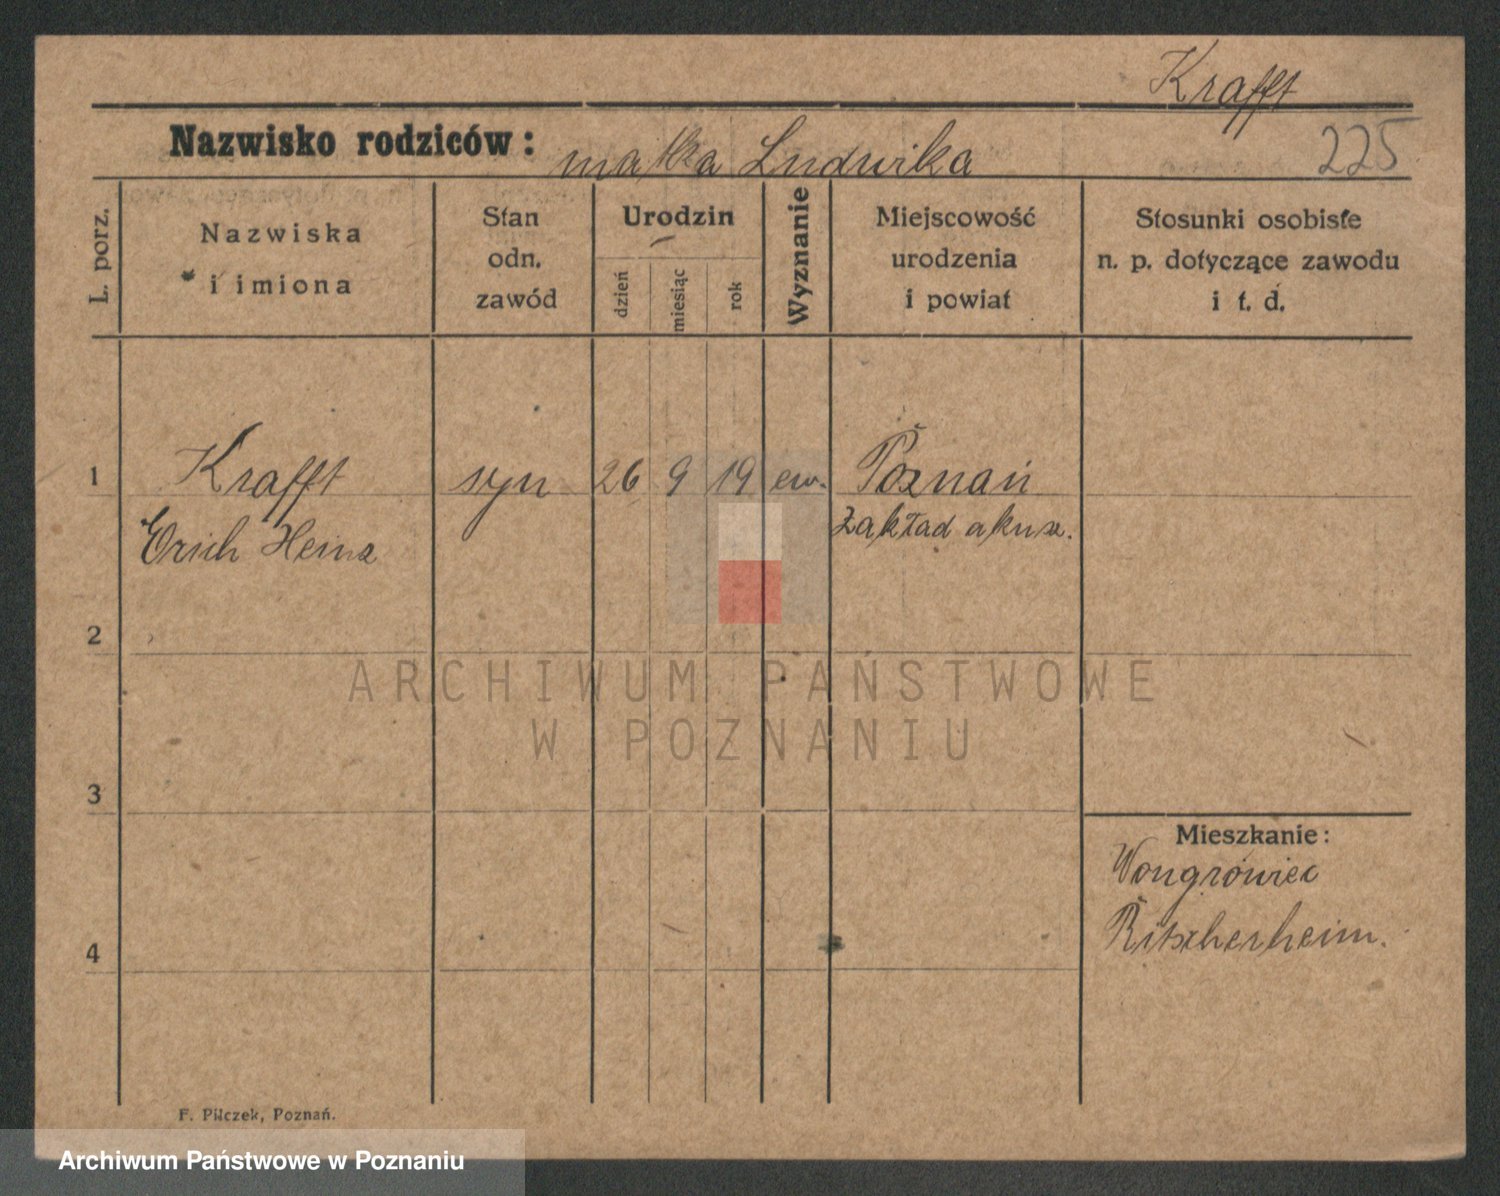 Krafft
Nazwisko rodziców: matka Ludwika
225
L. porz.
Nazwiska
i imiona
Stan
odn.
zawód
Urodzin
dzień
miesiąc
rok
Wyznanie
Miejscowość
urodzenia
i powiat
Stosunki osobiste
n. p. dotyczące zawodu
i t. d.
1 Krafft syn 26 9 19 ew. Poznań
Erich Heinz Zakład akusz.
2
ARCHIWUM PAŃSTWOWE
W POZNANIU
3
Mieszkanie:
Wongrówiec
Ritscherheim.
4
F. Pilczek, Poznań.
Archiwum Państwowe w Poznaniu